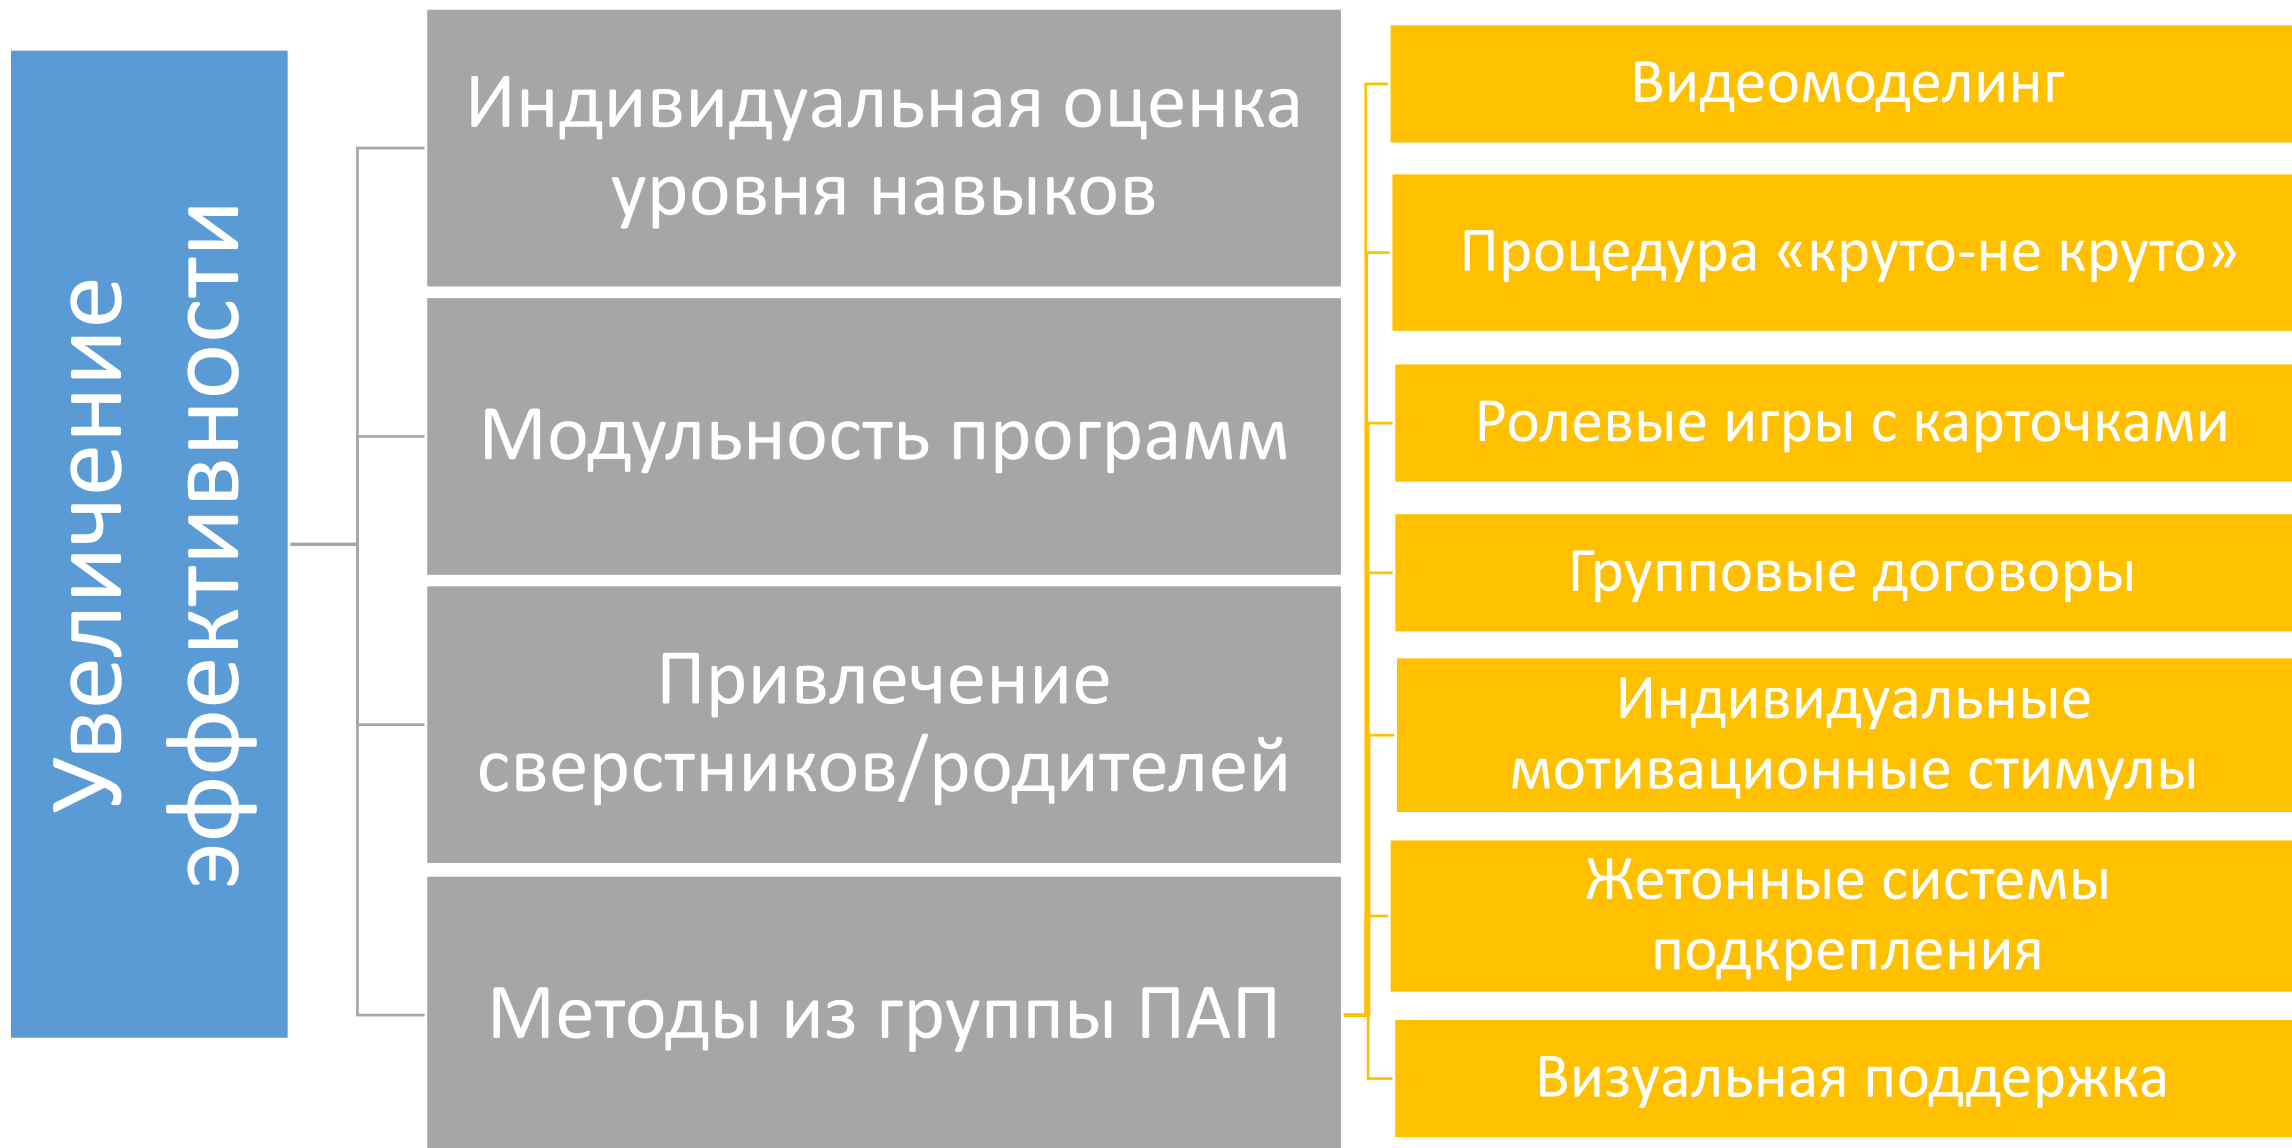 Увеличение
эффективности
Индивидуальная оценка
уровня навыков
Модульность программ
Привлечение
сверстников/родителей
Методы из группы ПАП
Видеомоделинг
Процедура «круто-не круто»
Ролевые игры с карточками
Групповые договоры
Индивидуальные
мотивационные стимулы
Жетонные системы
подкрепления
Визуальная поддержка